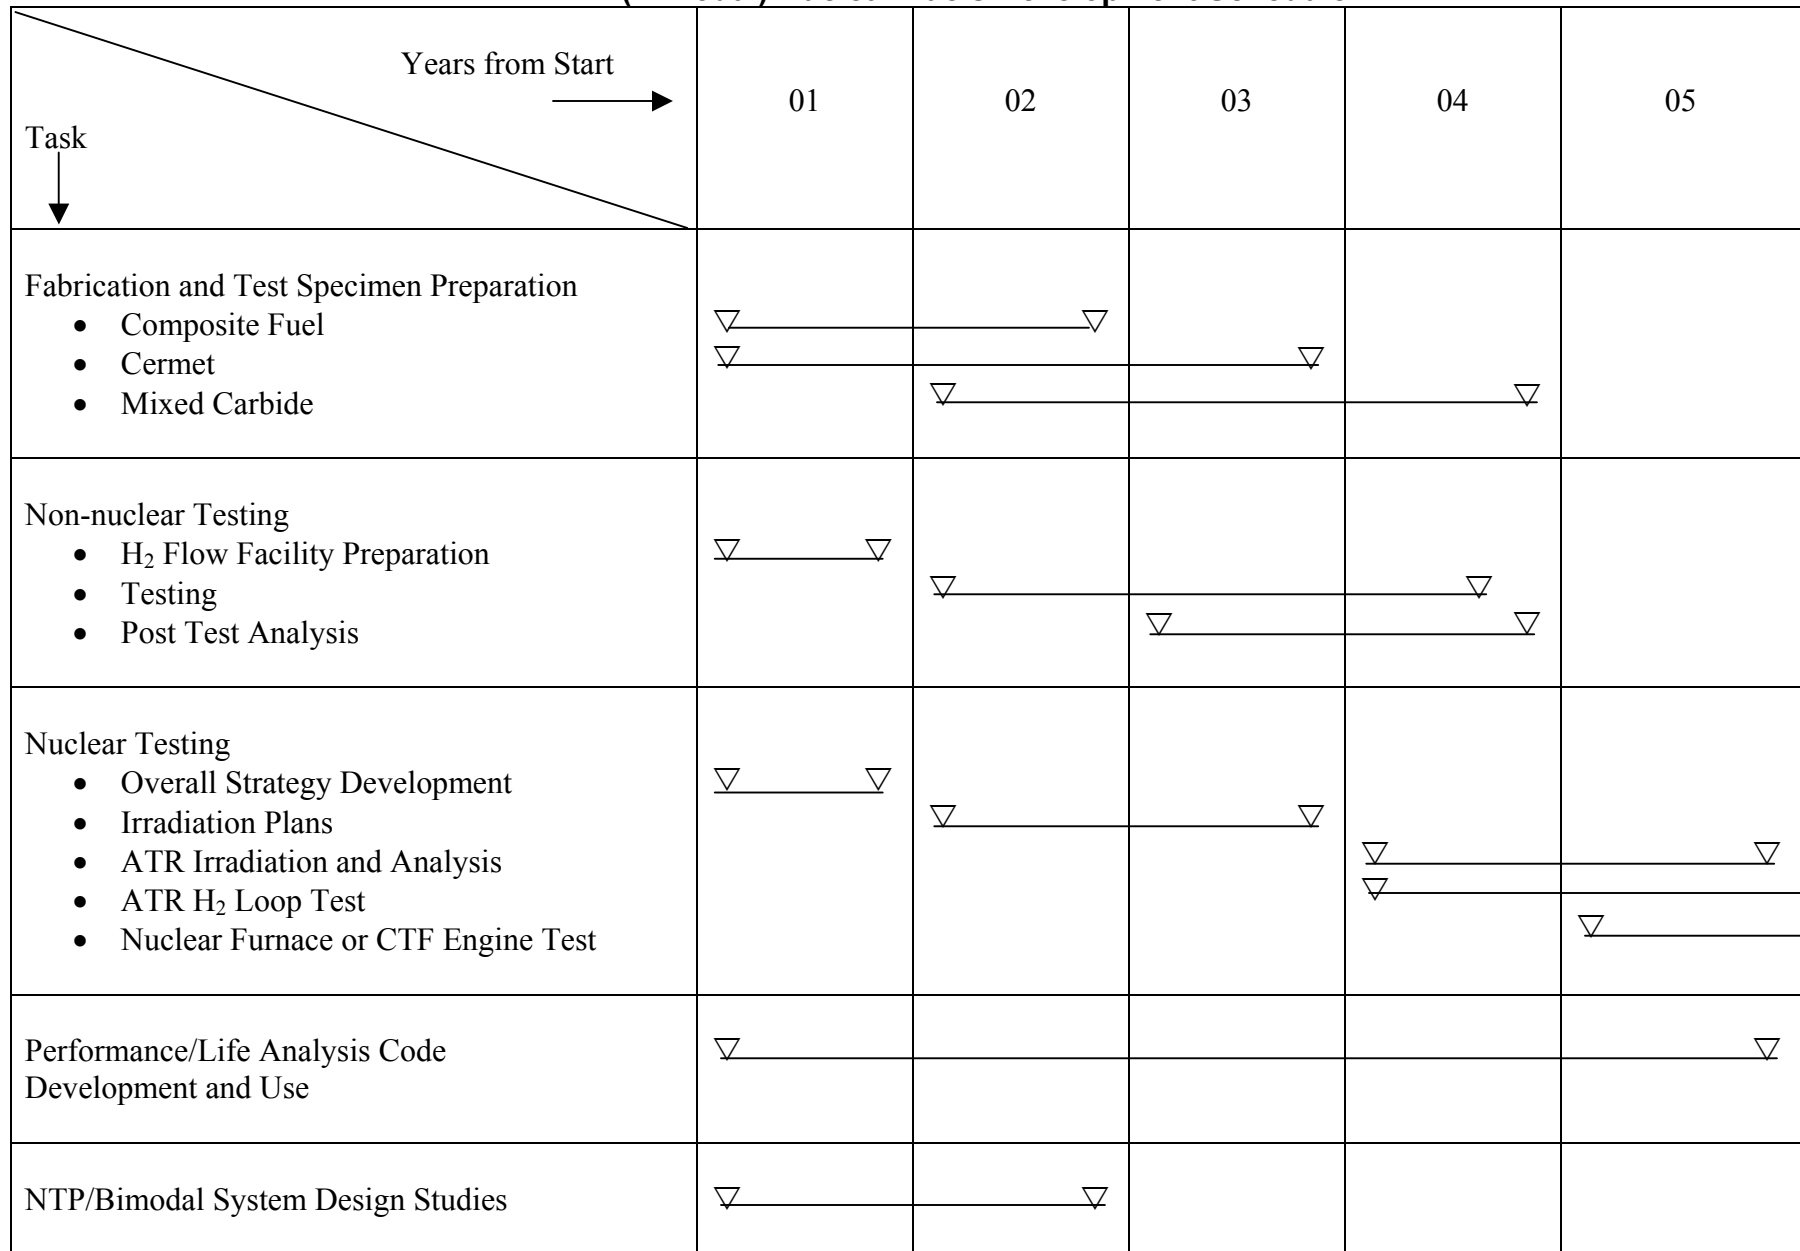 Years from Start
01 02 03 04 05
Task
Fabrication and Test Specimen Preparation
• Composite Fuel
• Cermet
• Mixed Carbide
Non-nuclear Testing
• H₂ Flow Facility Preparation
• Testing
• Post Test Analysis
Nuclear Testing
• Overall Strategy Development
• Irradiation Plans
• ATR Irradiation and Analysis
• ATR H₂ Loop Test
• Nuclear Furnace or CTF Engine Test
Performance/Life Analysis Code
Development and Use
NTP/Bimodal System Design Studies